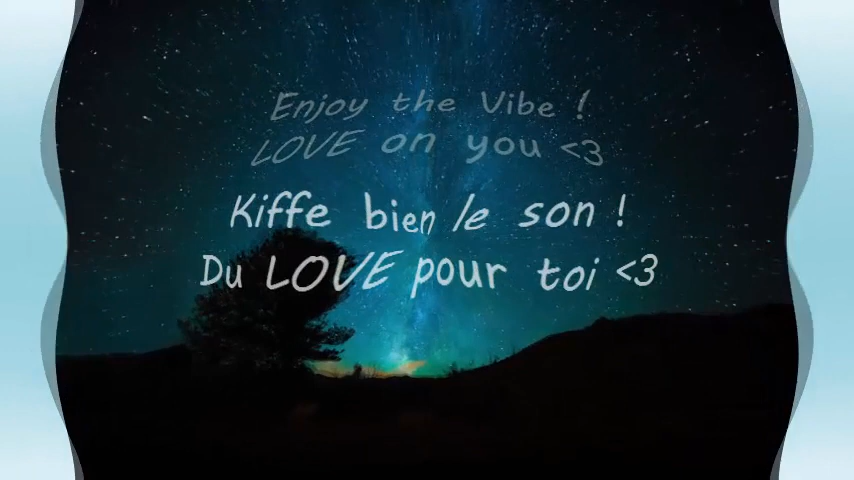 Enjoy the Vibe !
LOVE on you <3
Kiffe bien le son !
Du LOVE pour toi <3